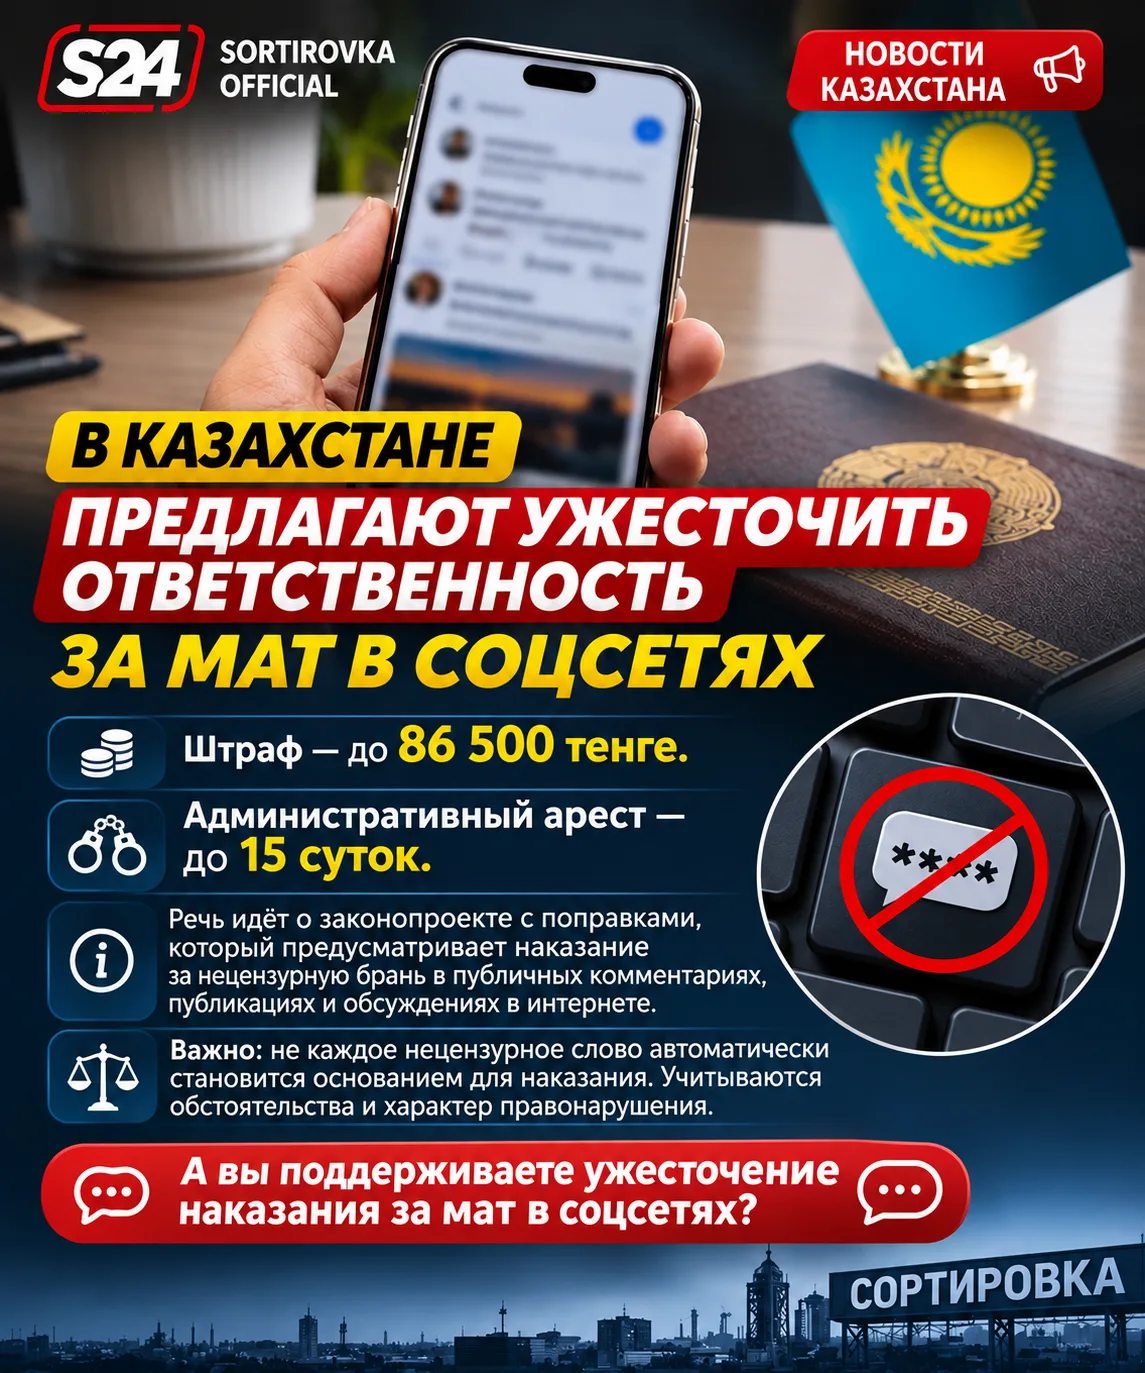 S24
SORTIROVKA
OFFICIAL
НОВОСТИ
КАЗАХСТАНА
В КАЗАХСТАНЕ
ПРЕДЛАГАЮТ УЖЕСТОЧИТЬ
ОТВЕТСТВЕННОСТЬ
ЗА МАТ В СОЦСЕТЯХ
Штраф — до 86 500 тенге.
Административный арест —
до 15 суток.
Речь идёт о законопроекте с поправками,
который предусматривает наказание
за нецензурную брань в публичных комментариях,
публикациях и обсуждениях в интернете.
Важно: не каждое нецензурное слово автоматически
становится основанием для наказания. Учитываются
обстоятельства и характер правонарушения.
****
А вы поддерживаете ужесточение
наказания за мат в соцсетях?
СОРТИРОВКА